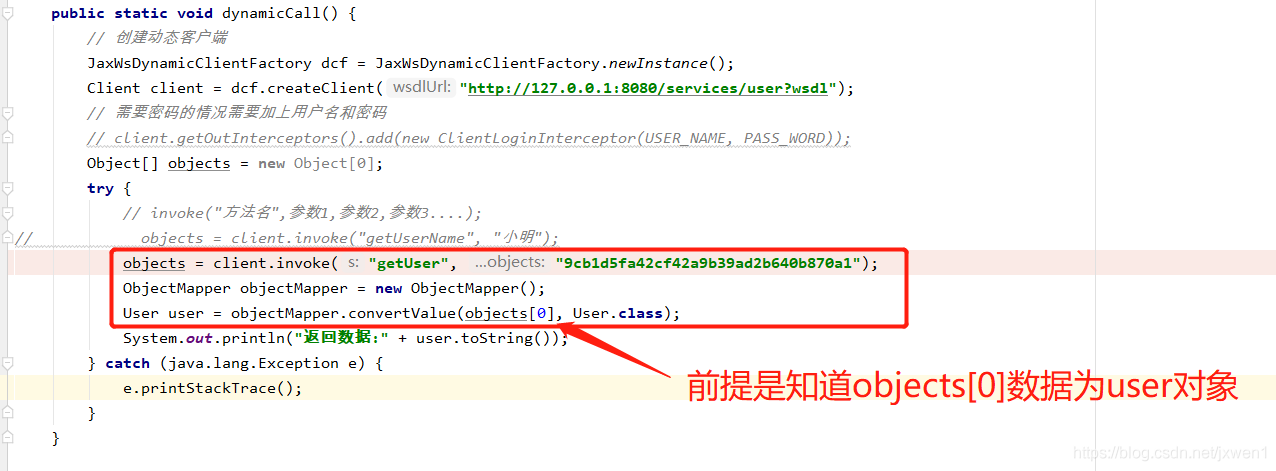 public static void dynamicCall() {
// 创建动态客户端
JaxWsDynamicClientFactory dcf = JaxWsDynamicClientFactory.newInstance();
Client client = dcf.createClient( wsdlUrl: "http://127.0.0.1:8080/services/user?wsdl");
// 需要密码的情况需要加上用户名和密码
// client.getOutInterceptors().add(new ClientLoginInterceptor(USER_NAME, PASS_WORD));
Object[] objects = new Object[0];
try {
// invoke("方法名",参数1,参数2,参数3....);
// objects = client.invoke("getUserName", "小明");
objects = client.invoke( s: "getUser", ...objects: "9cb1d5fa42cf42a9b39ad2b640b870a1");
ObjectMapper objectMapper = new ObjectMapper();
User user = objectMapper.convertValue(objects[0], User.class);
System.out.println("返回数据:" + user.toString());
} catch (java.lang.Exception e) {
前提是知道objects[0]数据为user对象
e.printStackTrace();
}
}
https://blog.csdn.net/jxwen1